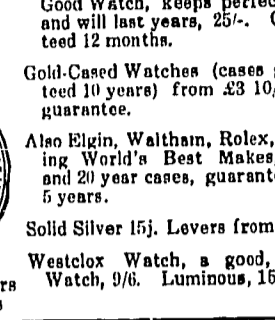 Good Watch, keeps perfec
and will last years, 25/-.
teed 12 months.
Gold-Cased Watches (cases
teed 10 years) from £3 10
guarantee.
Also Elgin, Waltham, Rolex,
ing World's Best Makes,
and 20 year cases, guarant
5 years.
Solid Silver 15j. Levers from
Westclox Watch, a good,
rs Watch, 9/6. Luminous, 15
s